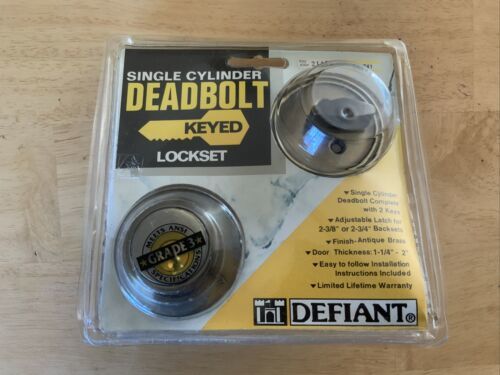 SINGLE CYLINDER
DEADBOLT
KEYED
LOCKSET
MEETS ANSI
GRADE 3
SPECIFICATIONS
Single Cylinder
Deadbolt Complete
with 2 Keys
Adjustable Latch for
2-3/8" or 2-3/4" Backsets
Finish-Antique Brass
Door Thickness: 1-1/4" - 2"
Easy to follow Installation
Instructions Included
Limited Lifetime Warranty
DEFIANT®